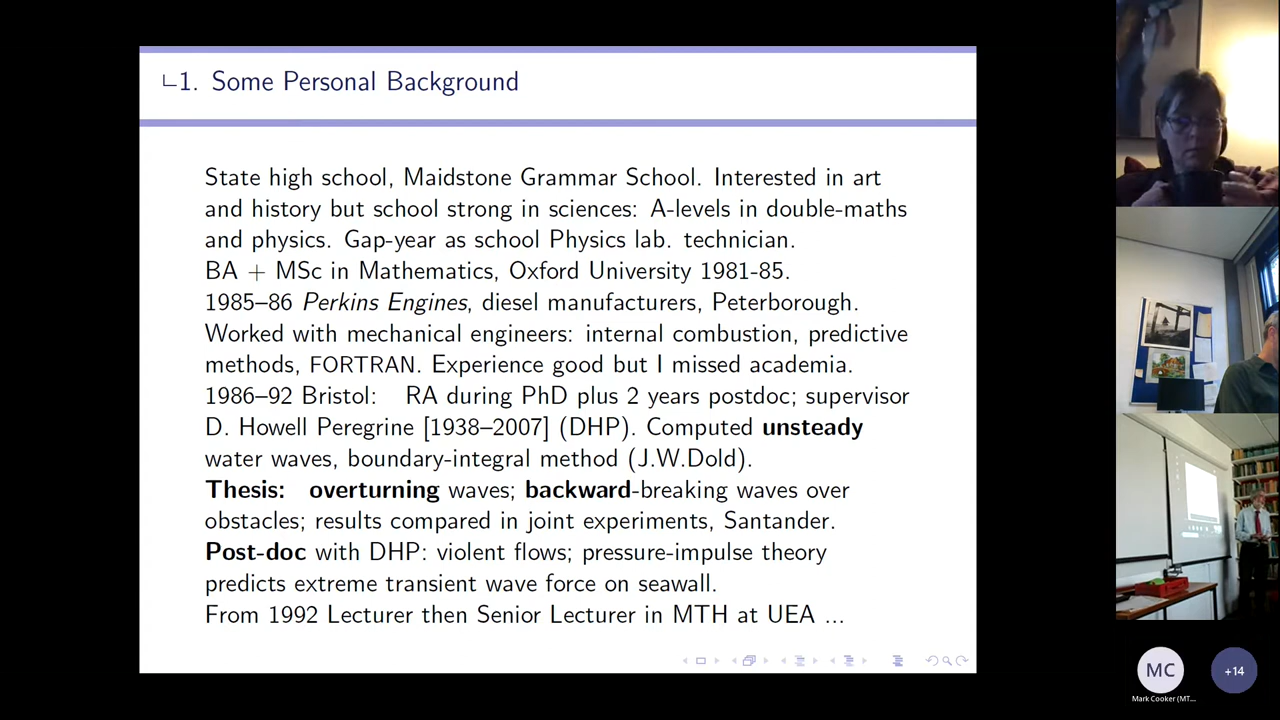 1. Some Personal Background
State high school, Maidstone Grammar School. Interested in art
and history but school strong in sciences: A-levels in double-maths
and physics. Gap-year as school Physics lab. technician.
BA + MSc in Mathematics, Oxford University 1981-85.
1985–86 Perkins Engines, diesel manufacturers, Peterborough.
Worked with mechanical engineers: internal combustion, predictive
methods, FORTRAN. Experience good but I missed academia.
1986–92 Bristol: RA during PhD plus 2 years postdoc; supervisor
D. Howell Peregrine [1938–2007] (DHP). Computed unsteady
water waves, boundary-integral method (J.W.Dold).
Thesis: overturning waves; backward-breaking waves over
obstacles; results compared in joint experiments, Santander.
Post-doc with DHP: violent flows; pressure-impulse theory
predicts extreme transient wave force on seawall.
From 1992 Lecturer then Senior Lecturer in MTH at UEA ...
MC
+14
Mark Cooker (MT...